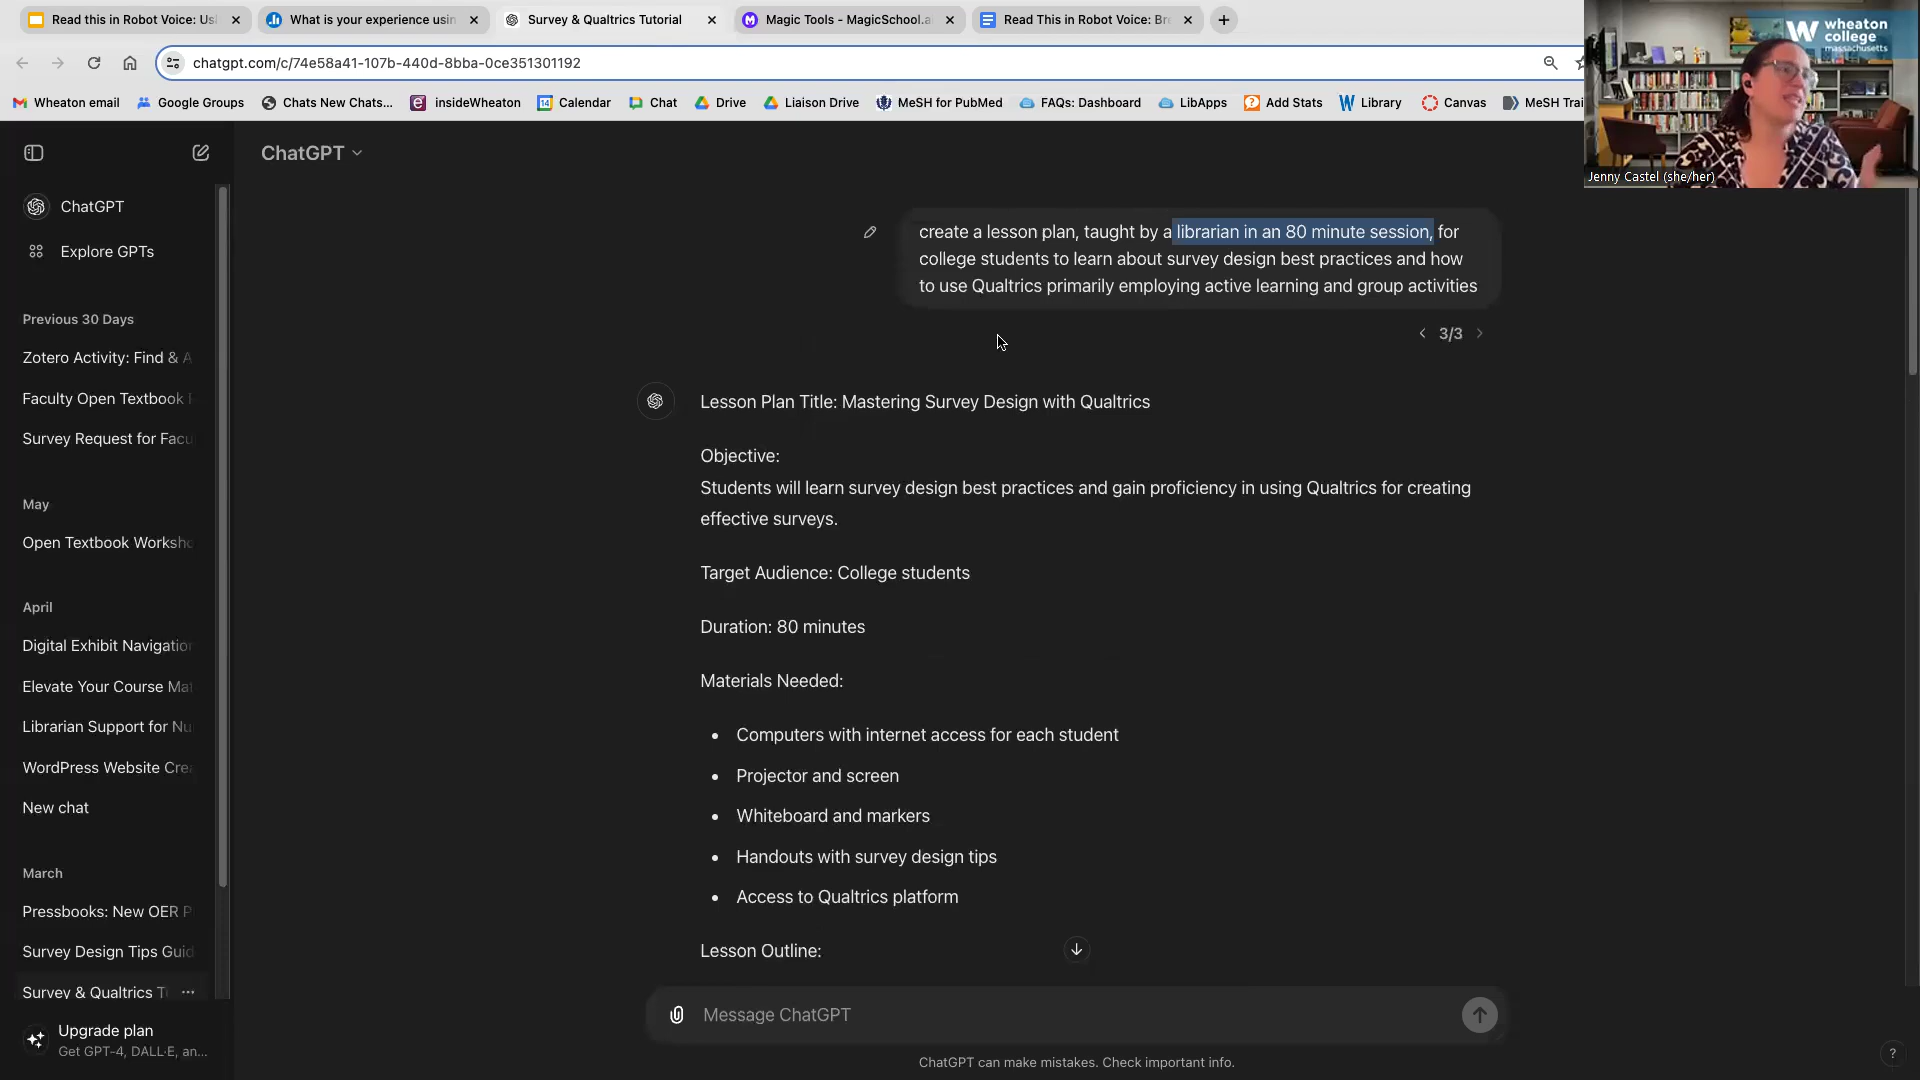 Read this in Robot Voice: Us
What is your experience usin
Survey & Qualtrics Tutorial
Magic Tools - MagicSchool.a
Read This in Robot Voice: Br
chatgpt.com/c/74e58a41-107b-440d-8bba-0ce351301192
Wheaton email
Google Groups
Chats New Chats...
insideWheaton
Calendar
Chat
Drive
Liaison Drive
MeSH for PubMed
FAQs: Dashboard
LibApps
Add Stats
Library
Canvas
MeSH Trai
W wheaton
college
massachusetts
Jenny Castel (she/her)
ChatGPT
Explore GPTs
Previous 30 Days
Zotero Activity: Find & A
Faculty Open Textbook
Survey Request for Facu
May
Open Textbook Worksho
April
Digital Exhibit Navigation
Elevate Your Course Ma
Librarian Support for Nu
WordPress Website Cre
New chat
March
Pressbooks: New OER P
Survey Design Tips Guid
Survey & Qualtrics T
Upgrade plan
Get GPT-4, DALL·E, an...
ChatGPT
create a lesson plan, taught by a librarian in an 80 minute session, for
college students to learn about survey design best practices and how
to use Qualtrics primarily employing active learning and group activities
3/3
Lesson Plan Title: Mastering Survey Design with Qualtrics
Objective:
Students will learn survey design best practices and gain proficiency in using Qualtrics for creating
effective surveys.
Target Audience: College students
Duration: 80 minutes
Materials Needed:
Computers with internet access for each student
Projector and screen
Whiteboard and markers
Handouts with survey design tips
Access to Qualtrics platform
Lesson Outline:
Message ChatGPT
ChatGPT can make mistakes. Check important info.
?